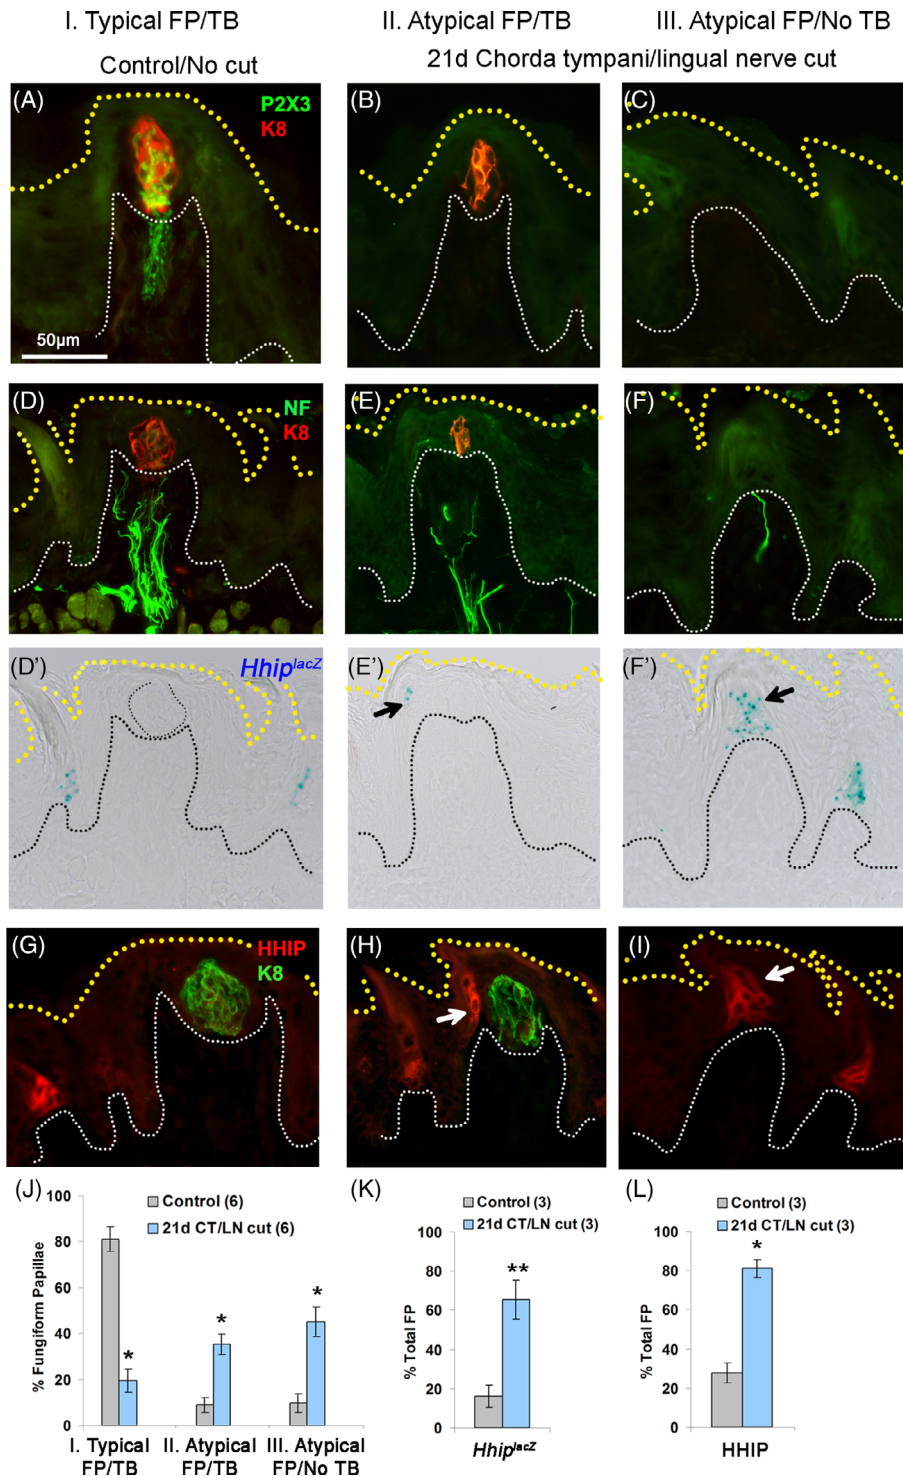 I. Typical FP/TB
II. Atypical FP/TB
III. Atypical FP/No TB
Control/No cut
21d Chorda tympani/lingual nerve cut
(A)
P2X3
K8
50µm
(B)
(C)
(D)
NF
K8
(E)
(F)
(D')
Hhip^lacZ
(E')
(F')
(G)
HHIP
K8
(H)
(I)
(J)
Control (6)
21d CT/LN cut (6)
% Fungiform Papillae
100
80
60
40
20
0
*
*
*
I. Typical FP/TB
II. Atypical FP/TB
III. Atypical FP/No TB
(K)
Control (3)
21d CT/LN cut (3)
% Total FP
100
80
60
40
20
0
**
Hhip^lacZ
(L)
Control (3)
21d CT/LN cut (3)
% Total FP
100
80
60
40
20
0
*
HHIP